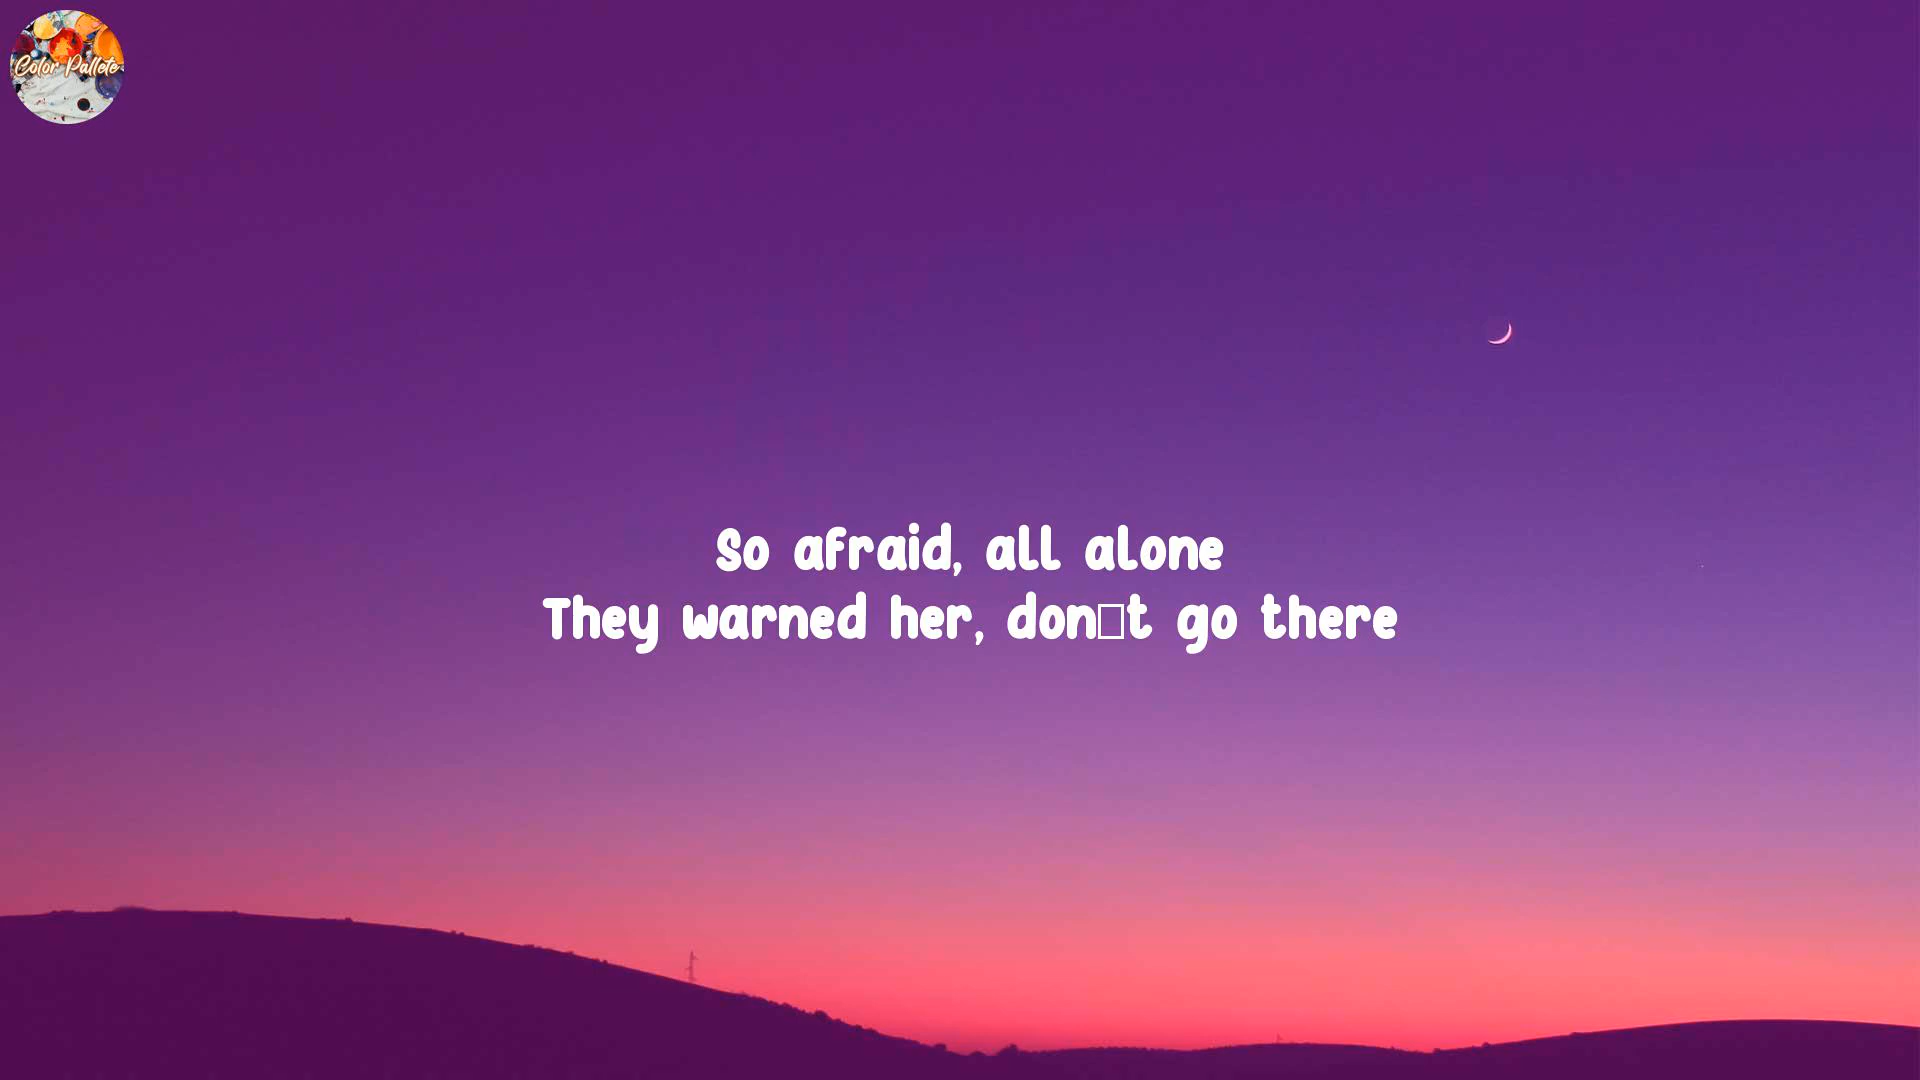 Color Pallete
So afraid, all alone
They warned her, don□t go there